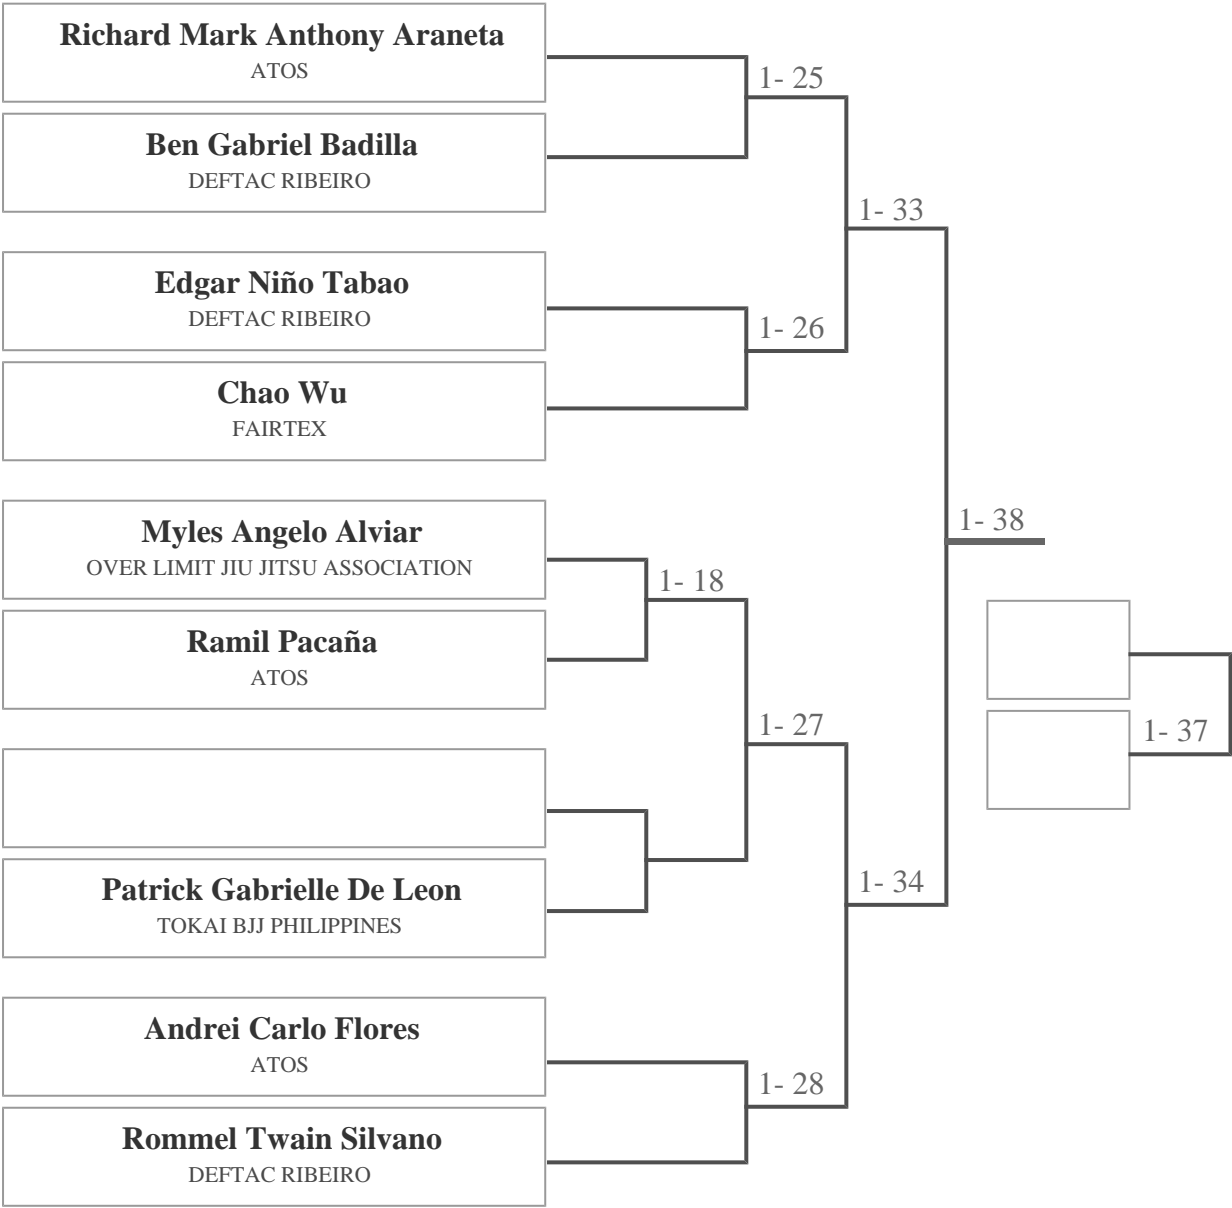 Richard Mark Anthony Araneta
ATOS
1- 25
Ben Gabriel Badilla
DEFTAC RIBEIRO
1- 33
Edgar Niño Tabao
DEFTAC RIBEIRO
1- 26
Chao Wu
FAIRTEX
Myles Angelo Alviar
OVER LIMIT JIU JITSU ASSOCIATION
1- 38
1- 18
Ramil Pacaña
ATOS
1- 27
1- 37
Patrick Gabrielle De Leon
TOKAI BJJ PHILIPPINES
1- 34
Andrei Carlo Flores
ATOS
1- 28
Rommel Twain Silvano
DEFTAC RIBEIRO